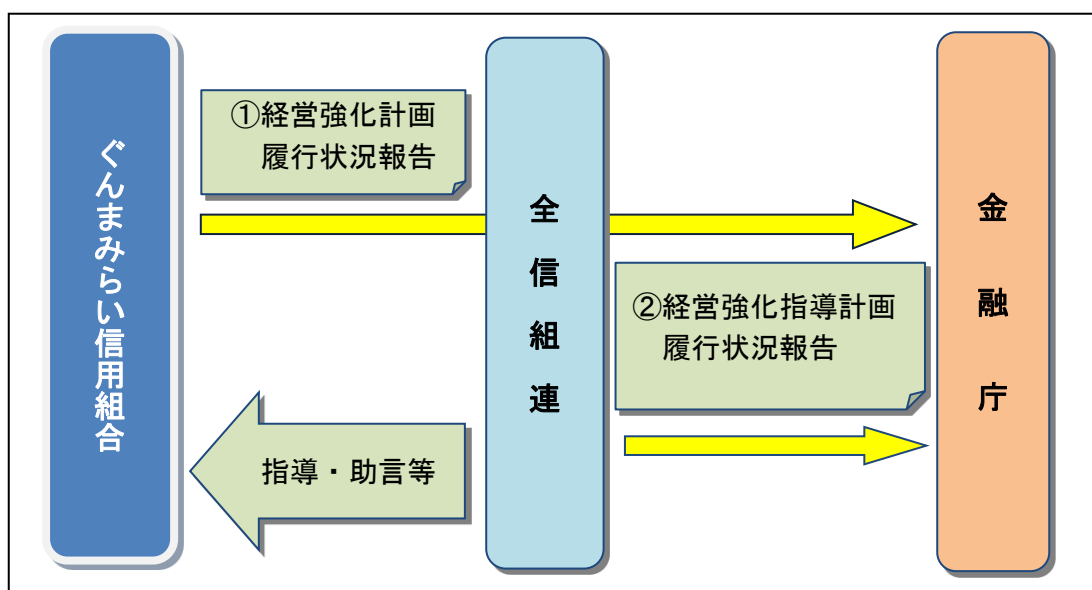 ぐんまみらい信用組合
①経営強化計画
履行状況報告
全信組連
②経営強化指導計画
履行状況報告
金融庁
指導・助言等